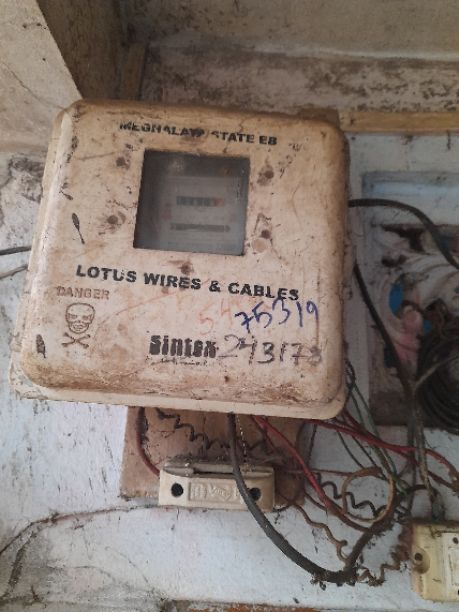 MEGHALAYA STATE EB
LOTUS WIRES & CABLES
DANGER
75319
Sintex
243173